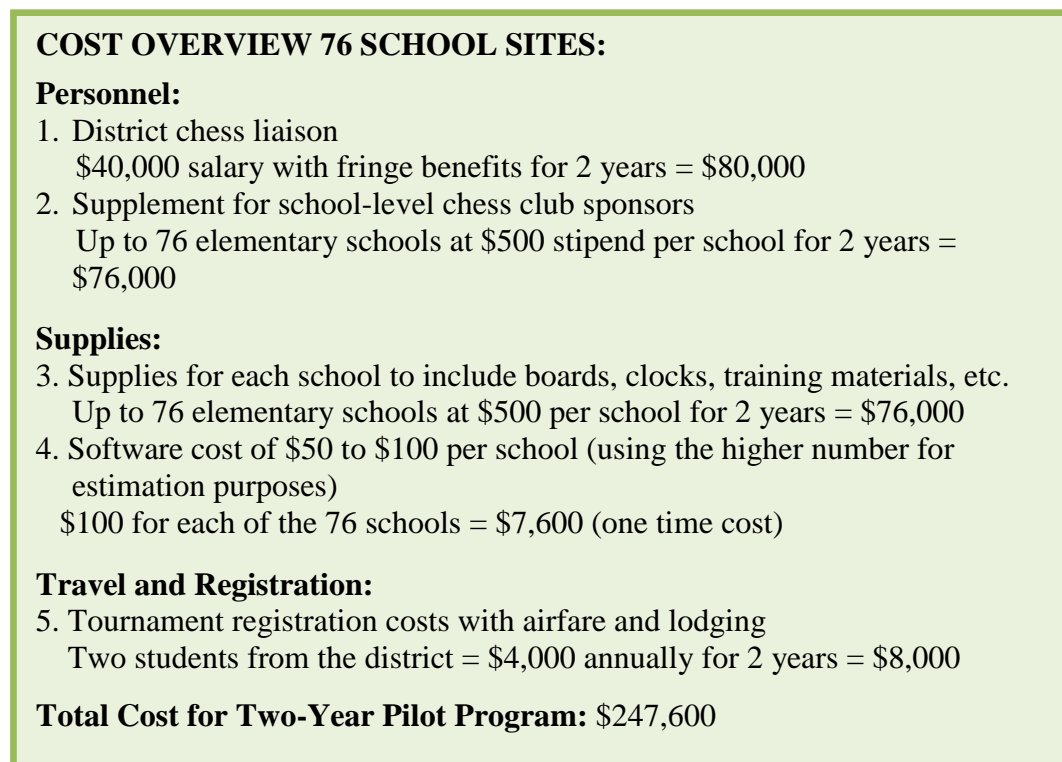 COST OVERVIEW 76 SCHOOL SITES:
Personnel:
1. District chess liaison
$40,000 salary with fringe benefits for 2 years = $80,000
2. Supplement for school-level chess club sponsors
Up to 76 elementary schools at $500 stipend per school for 2 years =
$76,000
Supplies:
3. Supplies for each school to include boards, clocks, training materials, etc.
Up to 76 elementary schools at $500 per school for 2 years = $76,000
4. Software cost of $50 to $100 per school (using the higher number for
estimation purposes)
$100 for each of the 76 schools = $7,600 (one time cost)
Travel and Registration:
5. Tournament registration costs with airfare and lodging
Two students from the district = $4,000 annually for 2 years = $8,000
Total Cost for Two-Year Pilot Program: $247,600